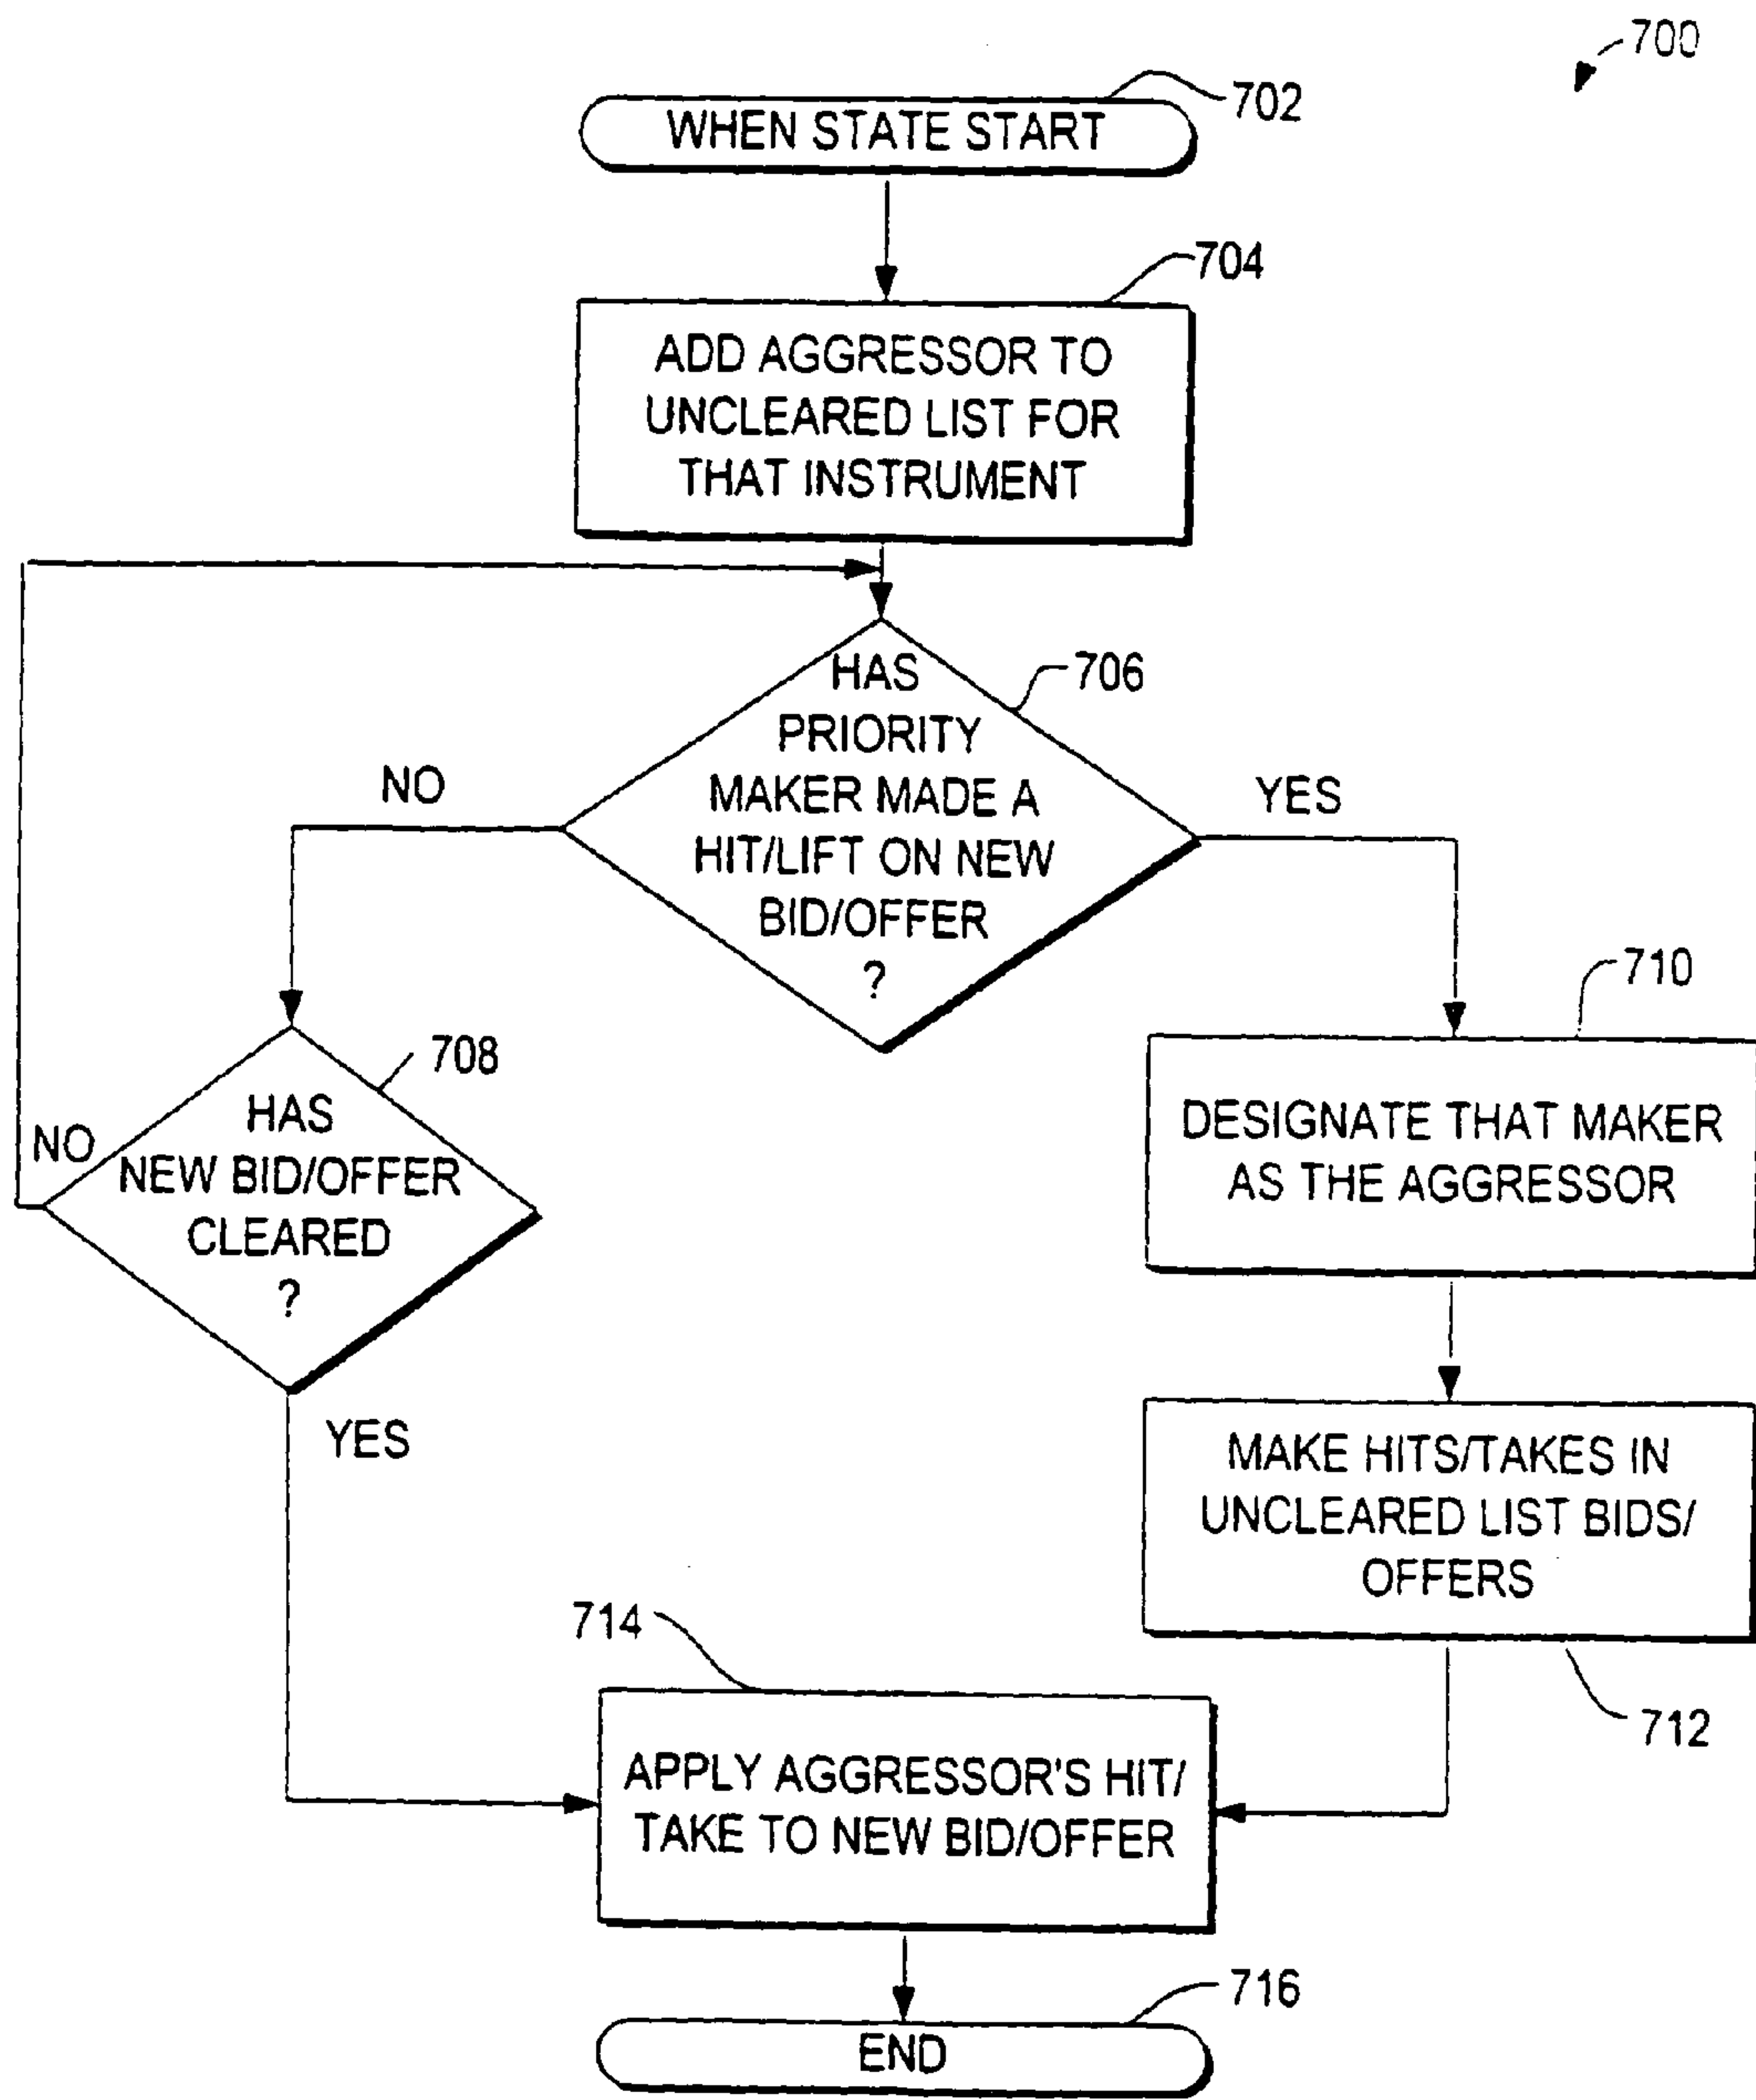 700
702
WHEN STATE START
704
ADD AGGRESSOR TO
UNCLEARED LIST FOR
THAT INSTRUMENT
706
HAS
PRIORITY
MAKER MADE A
HIT/LIFT ON NEW
BID/OFFER
?
NO
YES
708
HAS
NEW BID/OFFER
CLEARED
?
NO
YES
710
DESIGNATE THAT MAKER
AS THE AGGRESSOR
MAKE HITS/TAKES IN
UNCLEARED LIST BIDS/
OFFERS
712
714
APPLY AGGRESSOR'S HIT/
TAKE TO NEW BID/OFFER
716
END